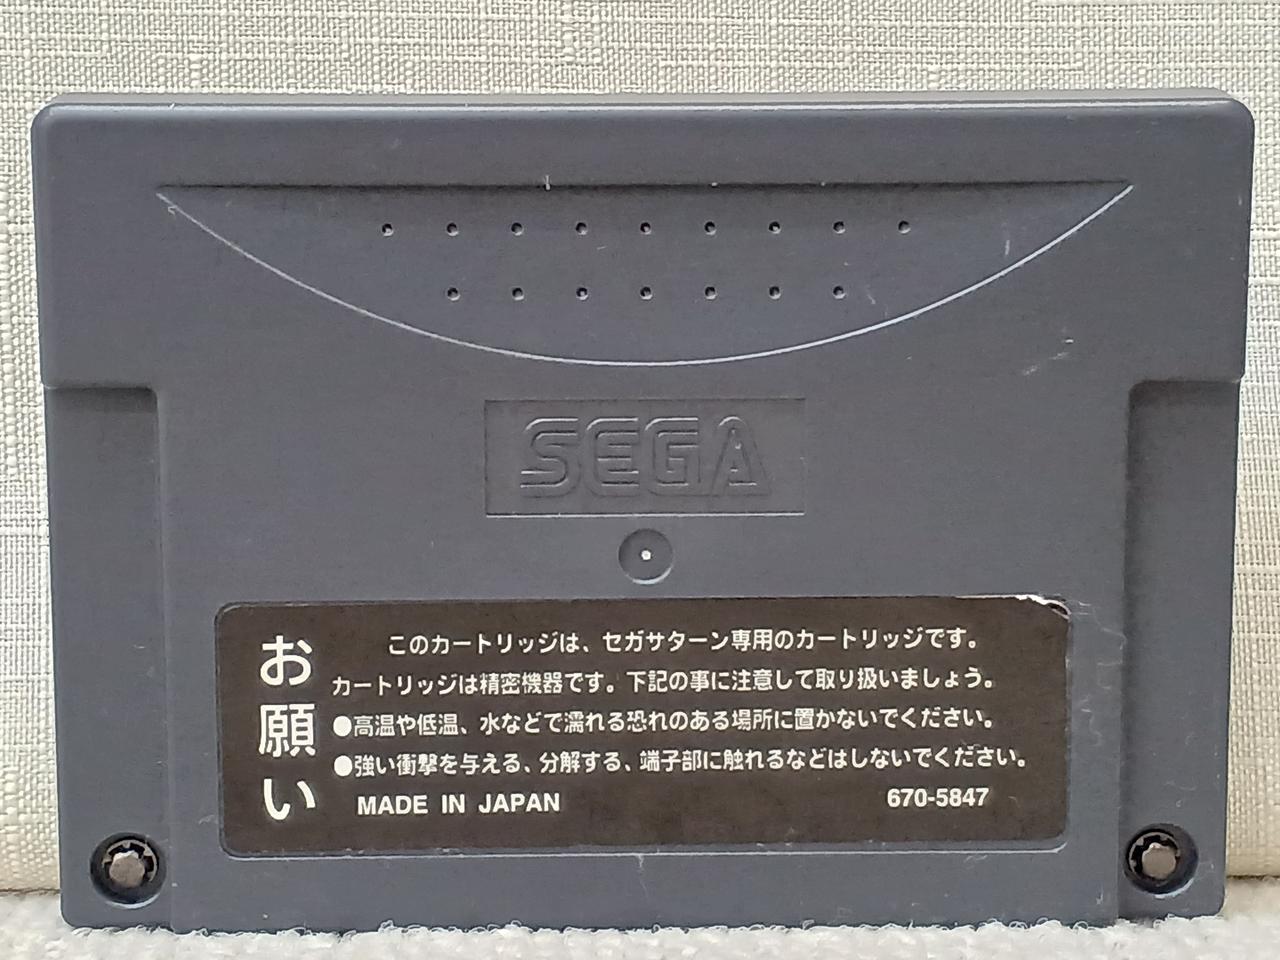 SEGA
お願い
このカートリッジは、セガサターン専用のカートリッジです。
カートリッジは精密機器です。下記の事に注意して取り扱いましょう。
●高温や低温、水などで濡れる恐れのある場所に置かないでください。
●強い衝撃を与える、分解する、端子部に触れるなどはしないでください。
MADE IN JAPAN 670-5847